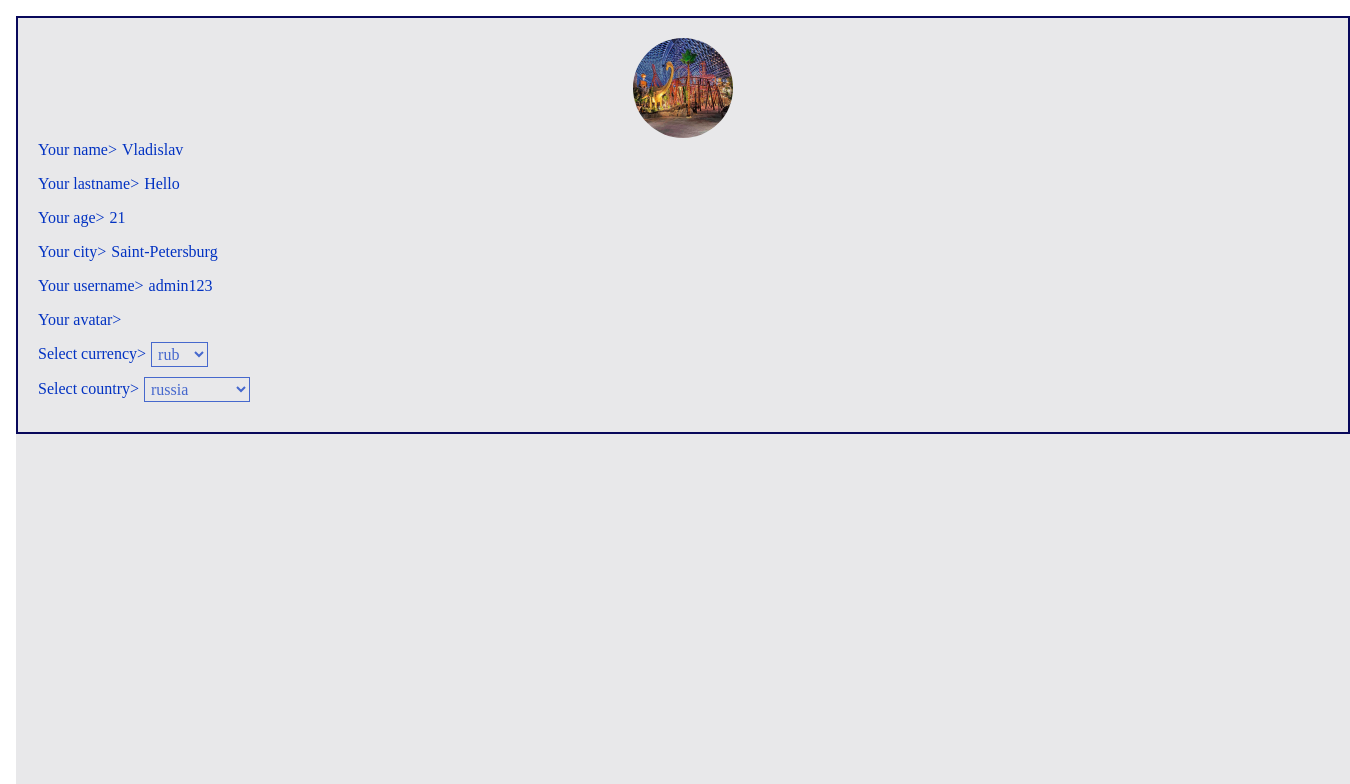 Your name> Vladislav
Your lastname> Hello
Your age> 21
Your city> Saint-Petersburg
Your username> admin123
Your avatar>
Select currency> rub
Select country> russia